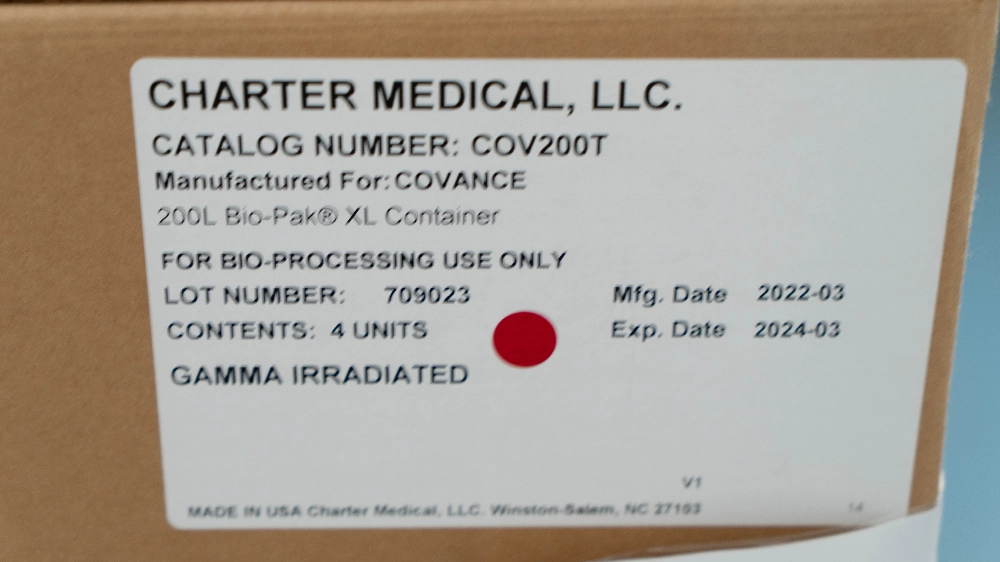 CHARTER MEDICAL, LLC.
CATALOG NUMBER: COV200T
Manufactured For: COVANCE
200L Bio-Pak® XL Container
FOR BIO-PROCESSING USE ONLY
LOT NUMBER: 709023 Mfg. Date 2022-03
CONTENTS: 4 UNITS Exp. Date 2024-03
GAMMA IRRADIATED
V1
MADE IN USA Charter Medical, LLC. Winston-Salem, NC 27103 14